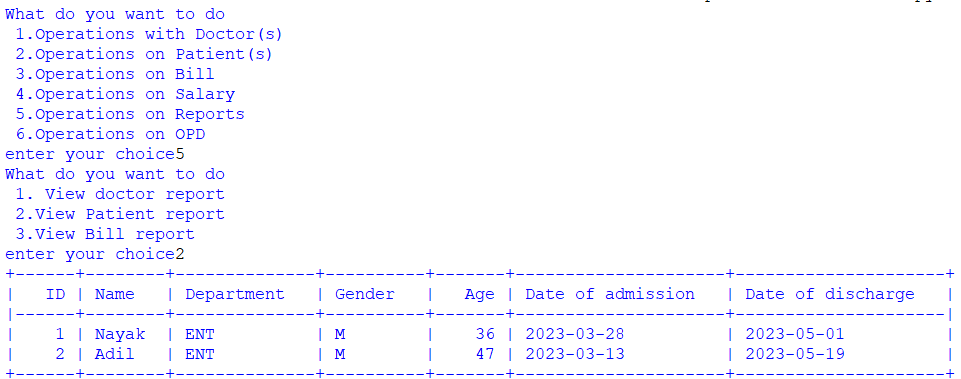 What do you want to do
 1.Operations with Doctor(s)
 2.Operations on Patient(s)
 3.Operations on Bill
 4.Operations on Salary
 5.Operations on Reports
 6.Operations on OPD
enter your choice5
What do you want to do
 1. View doctor report
 2.View Patient report
 3.View Bill report
enter your choice2
+------+--------+--------------+----------+-------+---------------------+---------------------+
|   ID | Name   | Department   | Gender   |   Age | Date of admission   | Date of discharge   |
|------+--------+--------------+----------+-------+---------------------+---------------------|
|    1 | Nayak  | ENT          | M        |    36 | 2023-03-28          | 2023-05-01          |
|    2 | Adil   | ENT          | M        |    47 | 2023-03-13          | 2023-05-19          |
+------+--------+--------------+----------+-------+---------------------+---------------------+